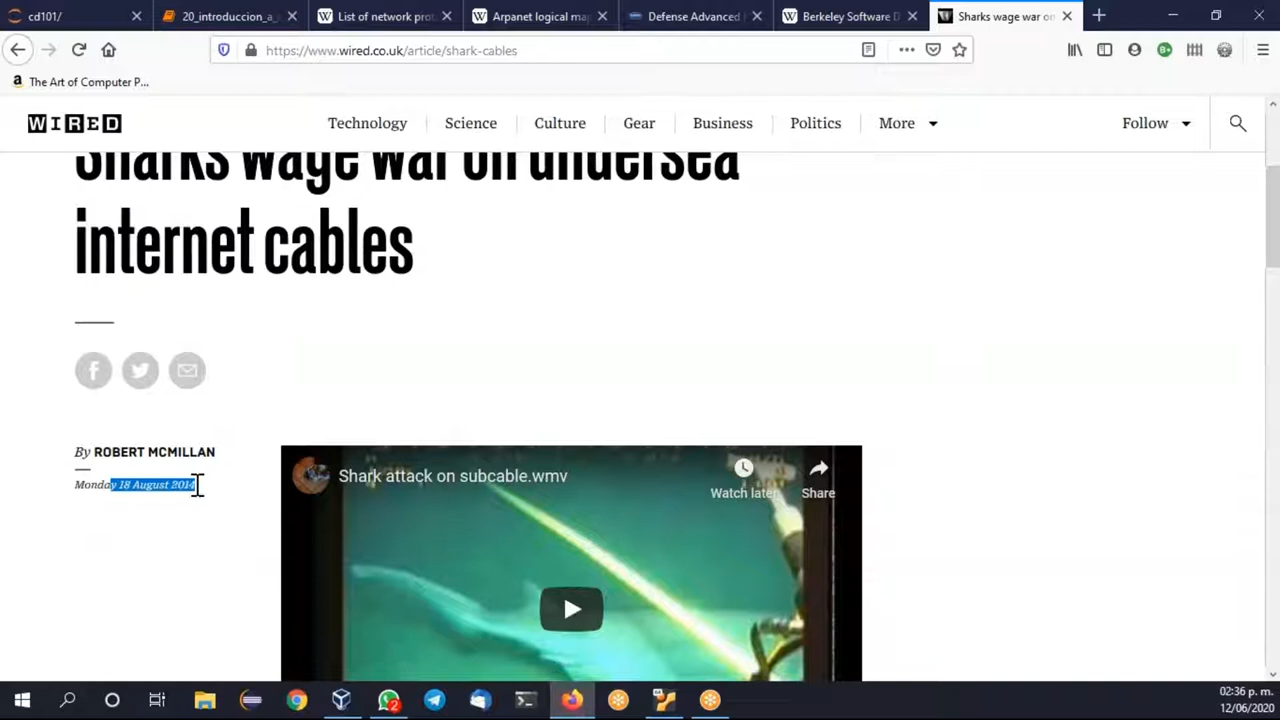 cd101/
20_introduccion_a_
List of network prot
Arpanet logical ma
Defense Advanced
Berkeley Software D
Sharks wage war on
https://www.wired.co.uk/article/shark-cables
The Art of Computer P...
WIRED
Technology
Science
Culture
Gear
Business
Politics
More
Follow
Sharks wage war on undersea
internet cables
By ROBERT MCMILLAN
Monday 18 August 2014
Shark attack on subcable.wmv
Watch later
Share
2
02:36 p. m.
12/06/2020